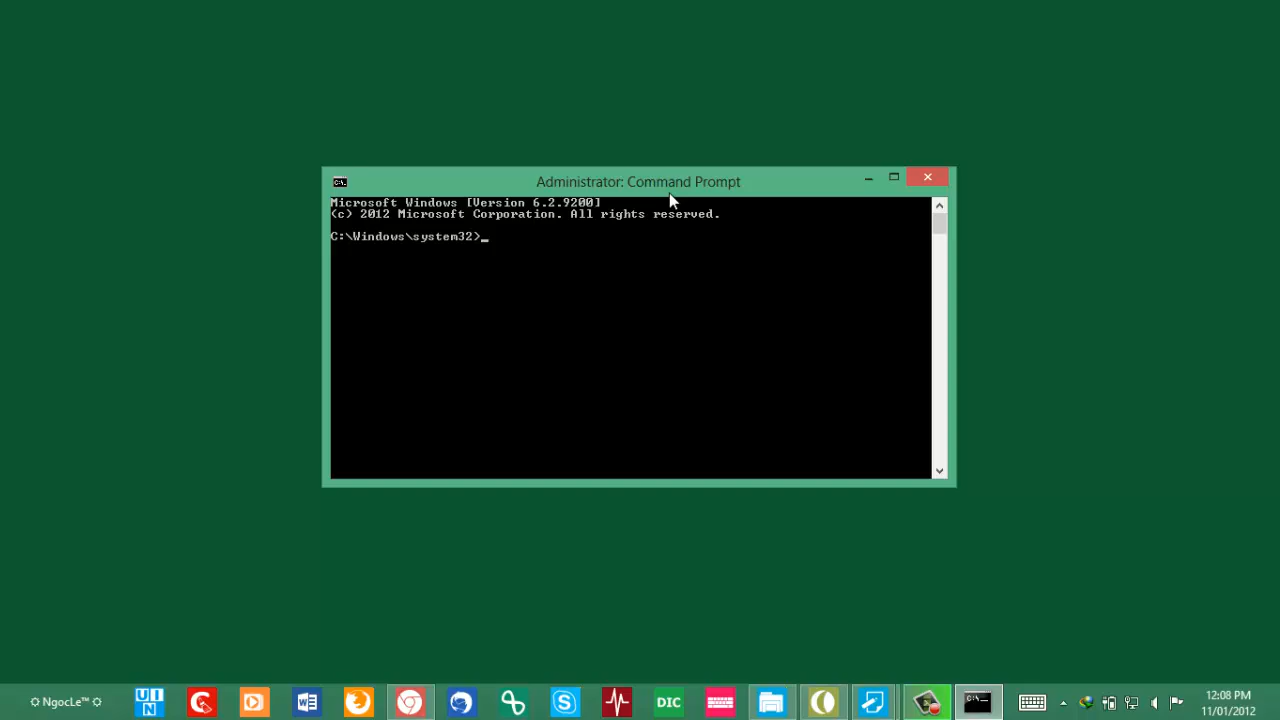 Administrator: Command Prompt
Microsoft Windows [Version 6.2.9200]
(c) 2012 Microsoft Corporation. All rights reserved.
C:\Windows\system32>_
C:\.
☼ NgocLe™ ☼
UI
N
W
S
DIC
C:\_
12:08 PM
11/01/2012